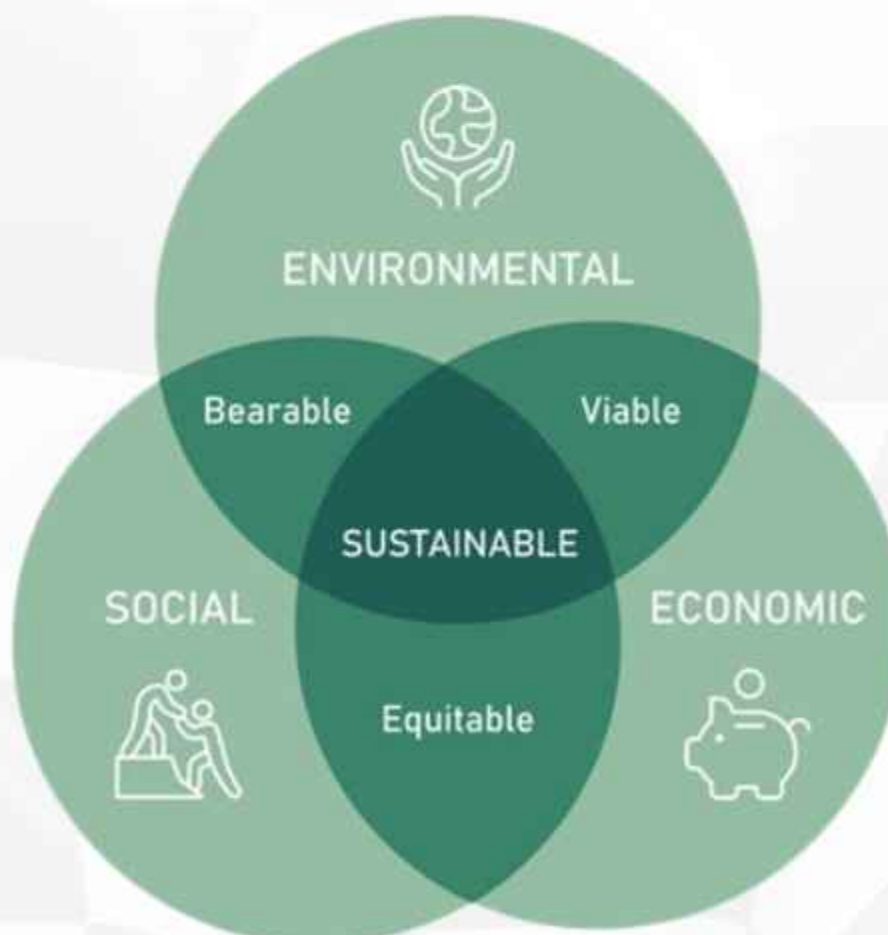 ENVIRONMENTAL
Bearable
Viable
SUSTAINABLE
SOCIAL
ECONOMIC
Equitable